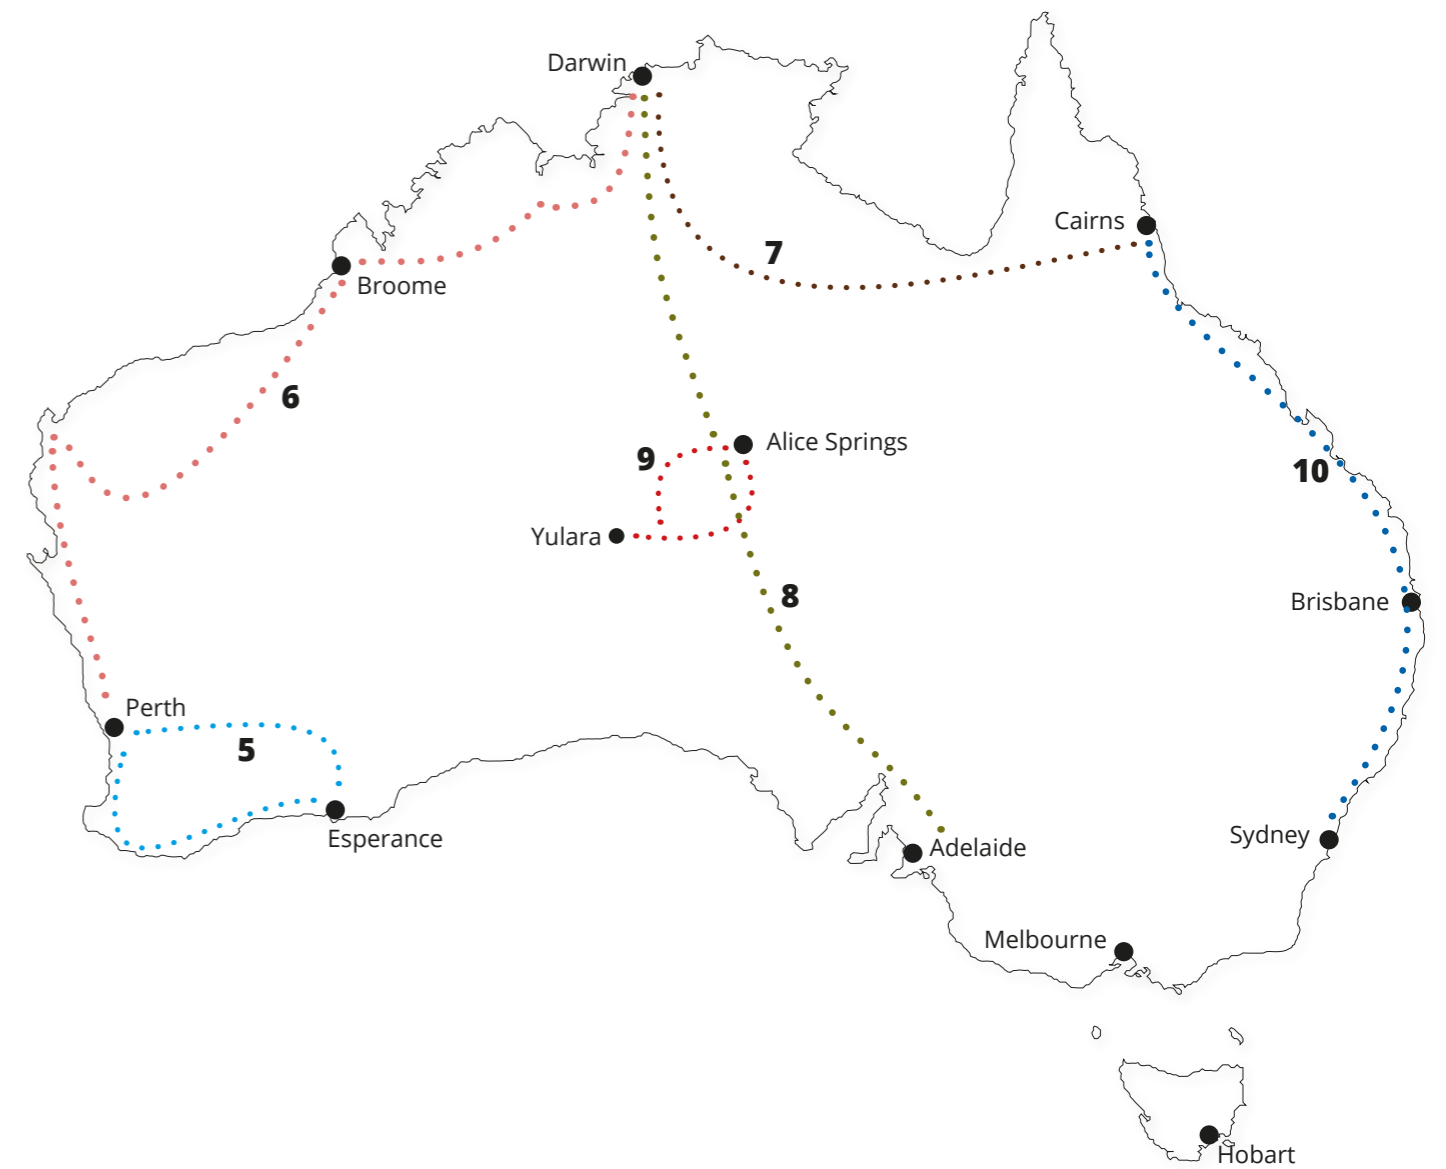 Darwin
Cairns
7
Broome
6
Alice Springs
9
Yulara
10
8
Brisbane
Perth
5
Esperance
Sydney
Adelaide
Melbourne
Hobart